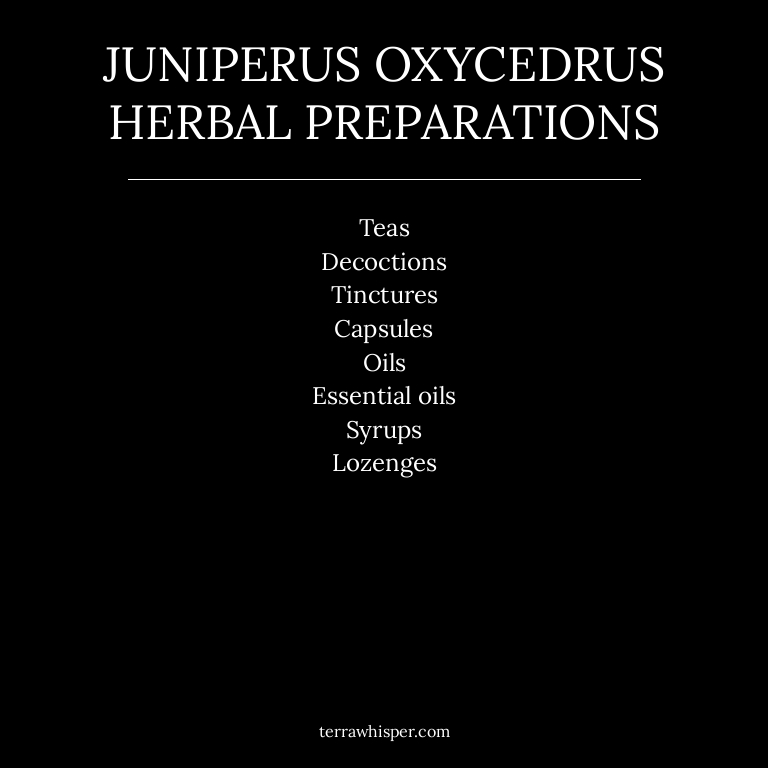 JUNIPERUS OXYCEDRUS
HERBAL PREPARATIONS
Teas
Decoctions
Tinctures
Capsules
Oils
Essential oils
Syrups
Lozenges
terrawhisper.com